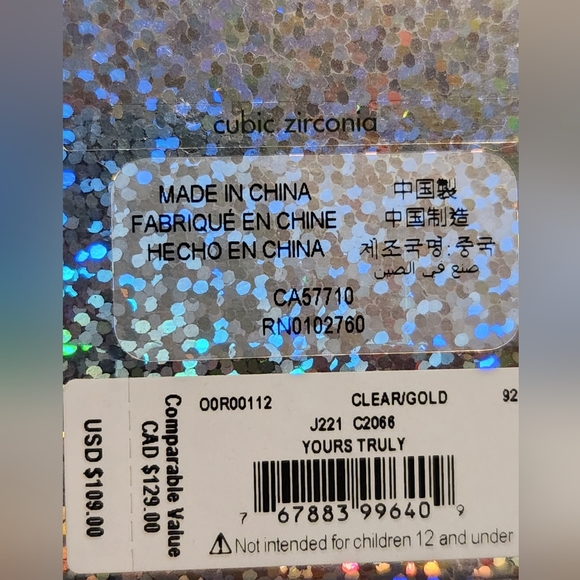 cubic zirconia
MADE IN CHINA
FABRIQUÉ EN CHINE
HECHO EN CHINA
中国製
中国制造
제조국명: 중국
صنع في الصين
CA57710
RN0102760
O0R00112 CLEAR/GOLD 92
J221 C2066
YOURS TRULY
7 67883 99640 9
⚠Not intended for children 12 and under
Comparable Value
CAD $129.00
USD $109.00